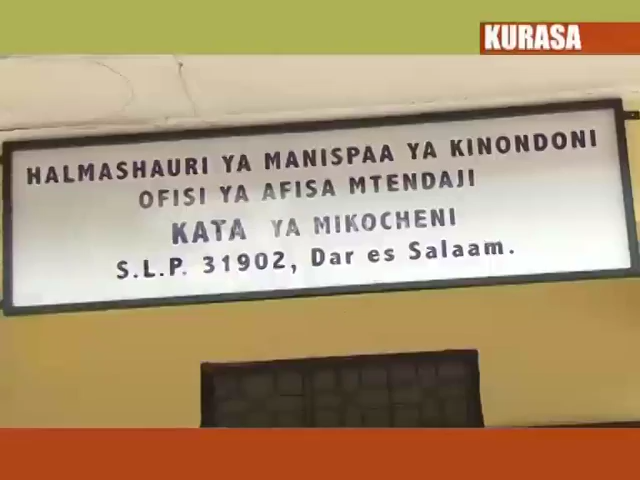 KURASA
HALMASHAURI YA MANISPAA YA KINONDONI
OFISI YA AFISA MTENDAJI
KATA YA MIKOCHENI
S.L.P. 31902, Dar es Salaam.